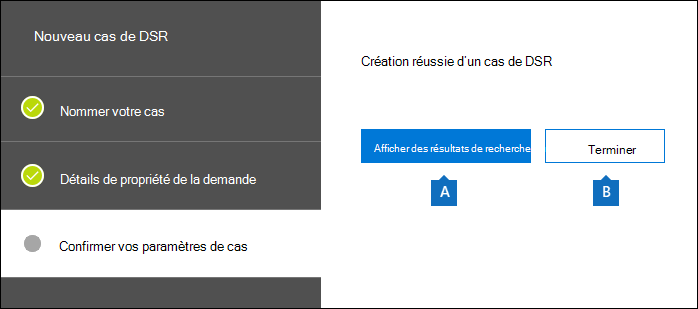 Nouveau cas de DSR
Nommer votre cas
Détails de propriété de la demande
Confirmer vos paramètres de cas
Création réussie d'un cas de DSR
Afficher des résultats de recherche
Terminer
A
B